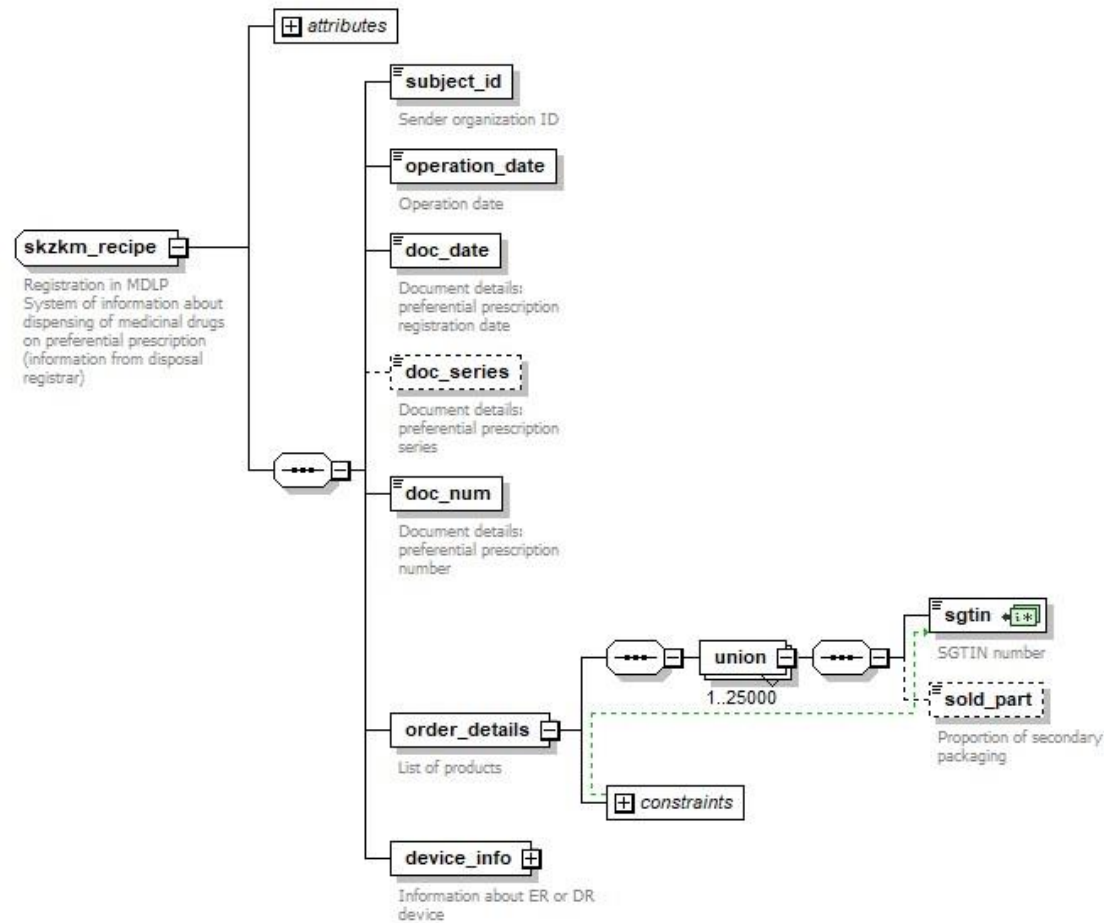 attributes
subject_id
Sender organization ID
operation_date
Operation date
skzkm_recipe
Registration in MDLP
System of information about
dispensing of medicinal drugs
on preferential prescription
(information from disposal
registrar)
doc_date
Document details:
preferential prescription
registration date
doc_series
Document details:
preferential prescription
series
doc_num
Document details:
preferential prescription
number
order_details
List of products
union
1..25000
sgtin
SGTIN number
sold_part
Proportion of secondary
packaging
constraints
device_info
Information about ER or DR
device